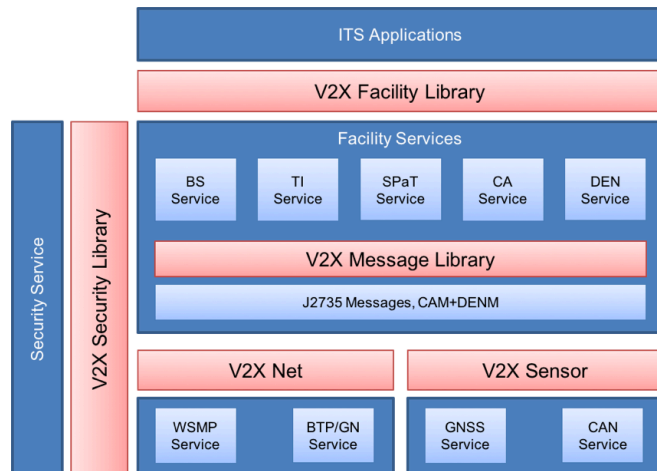 ITS Applications
V2X Facility Library
Security Service
V2X Security Library
Facility Services
BS
Service
TI
Service
SPaT
Service
CA
Service
DEN
Service
V2X Message Library
J2735 Messages, CAM+DENM
V2X Net
V2X Sensor
WSMP
Service
BTP/GN
Service
GNSS
Service
CAN
Service